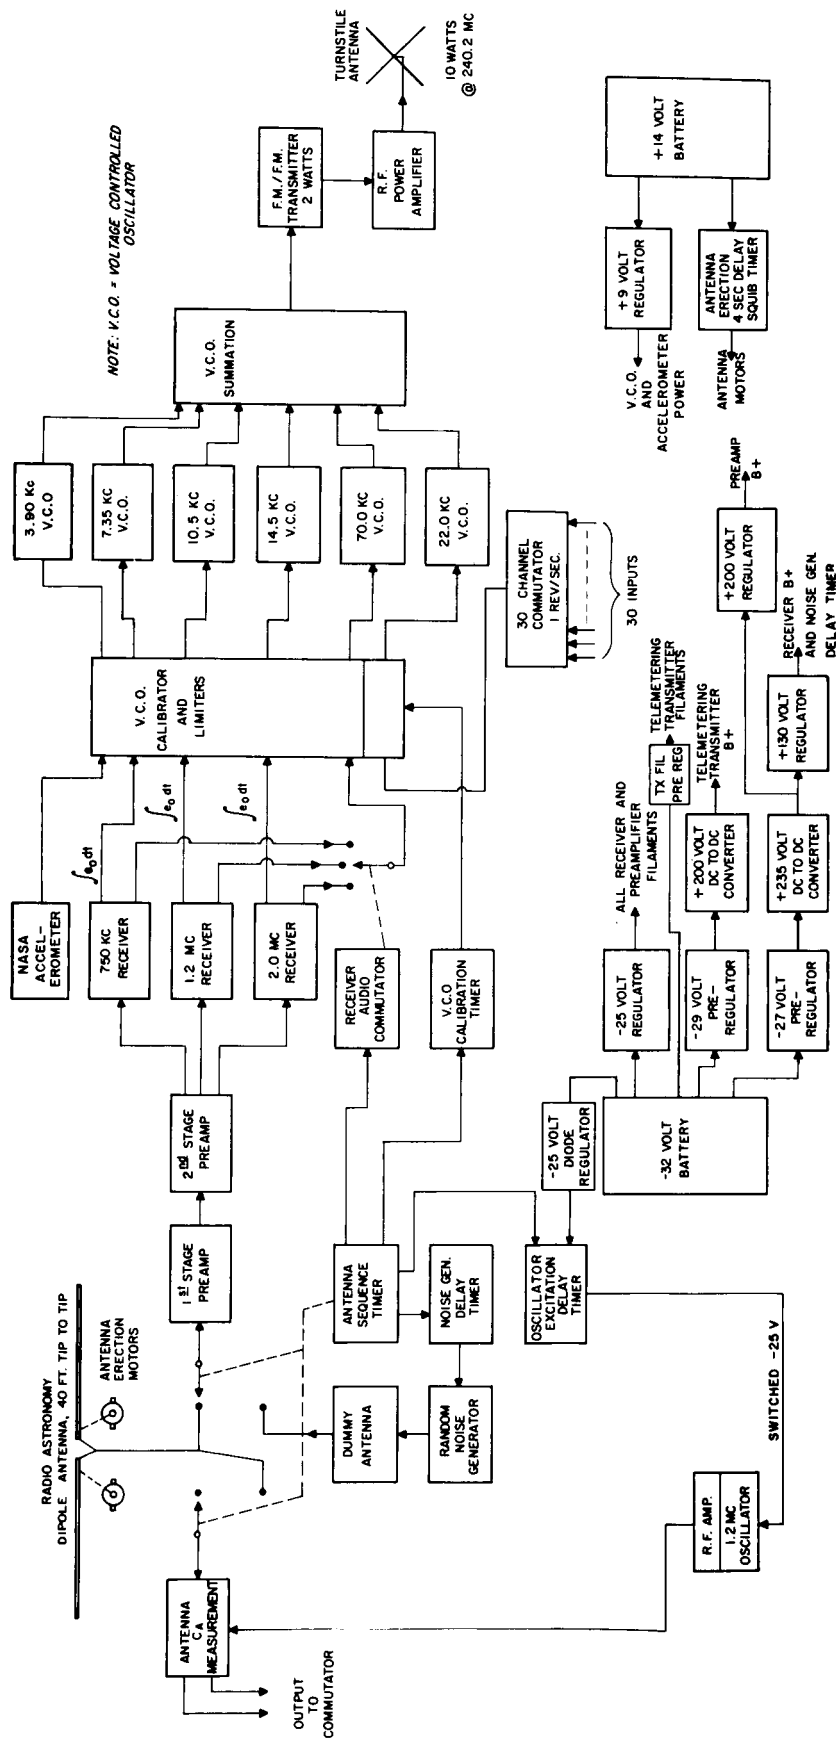 RADIO ASTRONOMY
DIPOLE ANTENNA, 40 FT. TIP TO TIP
ANTENNA
ERECTION
MOTORS
ANTENNA
CA
MEASUREMENT
OUTPUT
TO
COMMUTATOR
1st STAGE
PREAMP
2nd STAGE
PREAMP
NASA
ACCEL-
EROMETER
750 KC
RECEIVER
1.2 MC
RECEIVER
2.0 MC
RECEIVER
∫e₀dt
∫e₀dt
∫e₀dt
RECEIVER
AUDIO
COMMUTATOR
V.C.O
CALIBRATION
TIMER
ANTENNA
SEQUENCE
TIMER
NOISE GEN.
DELAY
TIMER
DUMMY
ANTENNA
RANDOM
NOISE
GENERATOR
OSCILLATOR
EXCITATION
DELAY
TIMER
SWITCHED -25 V
R.F. AMP.
1.2 MC
OSCILLATOR
V.C.O.
CALIBRATOR
AND
LIMITERS
3.90 Kc
V.C.O
7.35 KC
V.C.O.
10.5 KC
V.C.O.
14.5 KC
V.C.O.
70.0 KC
V.C.O.
22.0 KC
V.C.O.
30 CHANNEL
COMMUTATOR
1 REV/SEC.
30 INPUTS
V.C.O.
SUMMATION
NOTE: V.C.O. = VOLTAGE CONTROLLED
OSCILLATOR
F.M./F.M.
TRANSMITTER
2 WATTS
R.F.
POWER
AMPLIFIER
TURNSTILE
ANTENNA
10 WATTS
@ 240.2 MC
-25 VOLT
DIODE
REGULATOR
-32 VOLT
BATTERY
-25 VOLT
REGULATOR
ALL RECEIVER AND
PREAMPLIFIER
FILAMENTS
TX FIL
PRE REG
TELEMETERING
TRANSMITTER
FILAMENTS
-29 VOLT
PRE-
REGULATOR
+200 VOLT
DC TO DC
CONVERTER
TELEMETERING
TRANSMITTER
B+
-27 VOLT
PRE-
REGULATOR
+235 VOLT
DC TO DC
CONVERTER
+130 VOLT
REGULATOR
RECEIVER B+
AND NOISE GEN.
DELAY TIMER
+200 VOLT
REGULATOR
PREAMP
B+
+14 VOLT
BATTERY
+9 VOLT
REGULATOR
V.C.O.
AND
ACCELEROMETER
POWER
ANTENNA
ERECTION
4 SEC DELAY
SQUIB TIMER
ANTENNA
MOTORS